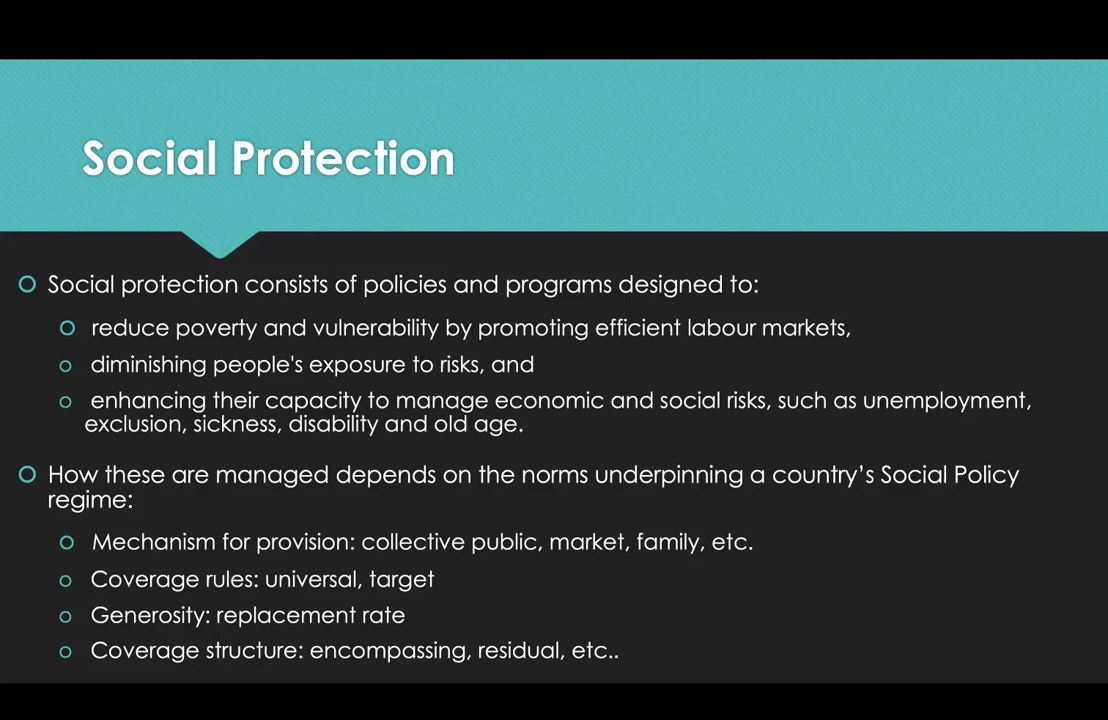 Social Protection
Social protection consists of policies and programs designed to:
reduce poverty and vulnerability by promoting efficient labour markets,
diminishing people's exposure to risks, and
enhancing their capacity to manage economic and social risks, such as unemployment,
exclusion, sickness, disability and old age.
How these are managed depends on the norms underpinning a country’s Social Policy
regime:
Mechanism for provision: collective public, market, family, etc.
Coverage rules: universal, target
Generosity: replacement rate
Coverage structure: encompassing, residual, etc..